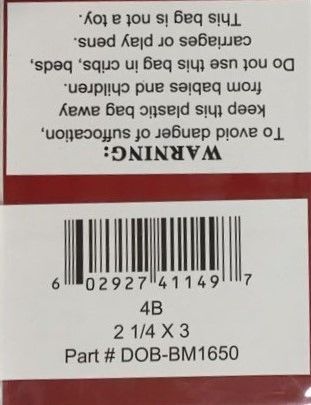 WARNING:
To avoid danger of suffocation,
keep this plastic bag away
from babies and children.
Do not use this bag in cribs, beds,
carriages or play pens.
This bag is not a toy.
6 02927 41149 7
4B
2 1/4 X 3
Part # DOB-BM1650